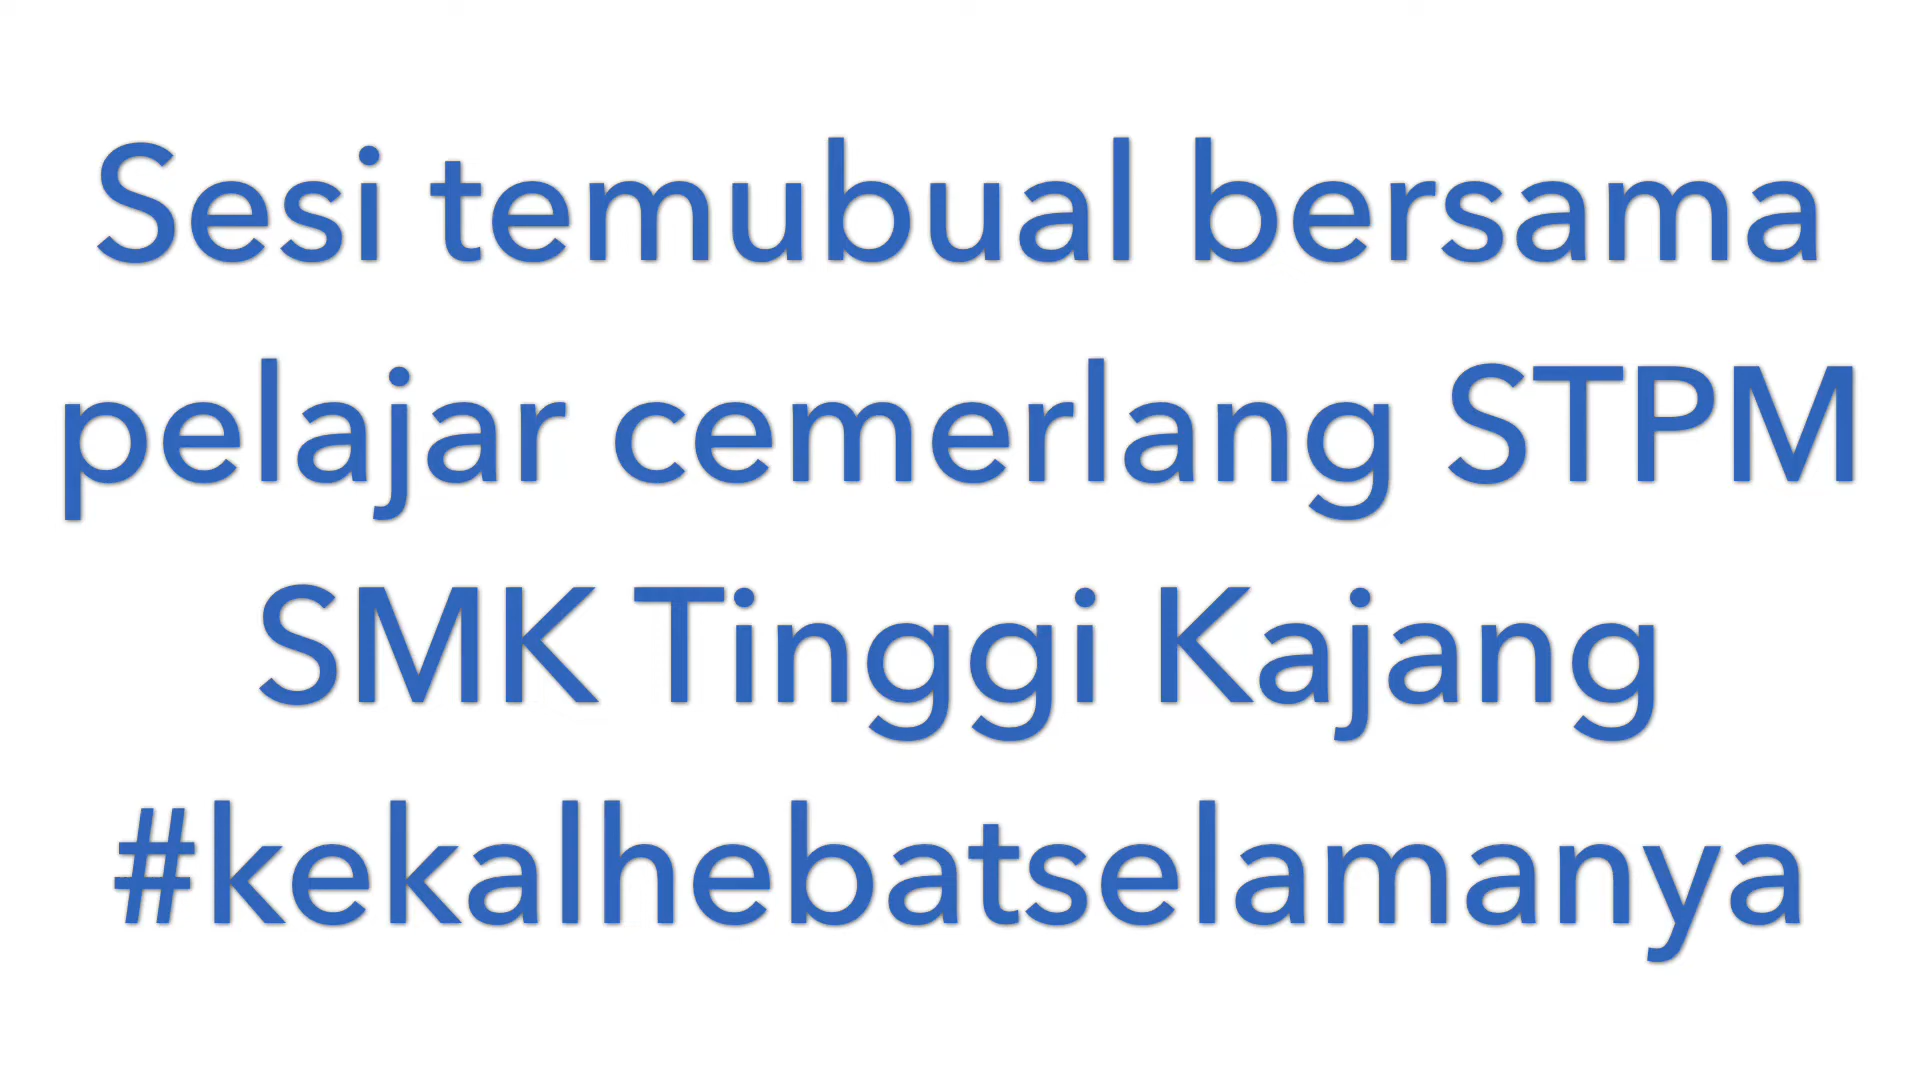 Sesi temubual bersama
pelajar cemerlang STPM
SMK Tinggi Kajang
#kekalhebatselamanya